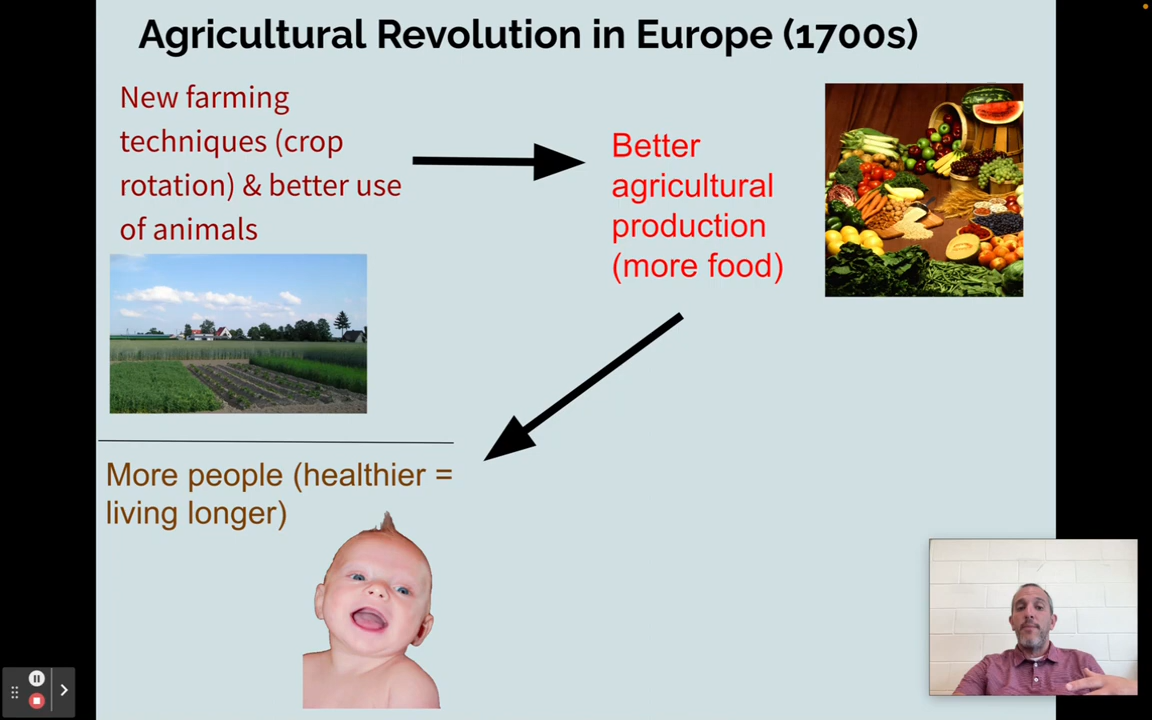 Agricultural Revolution in Europe (1700s)
New farming
techniques (crop
rotation) & better use
of animals
Better
agricultural
production
(more food)
More people (healthier =
living longer)